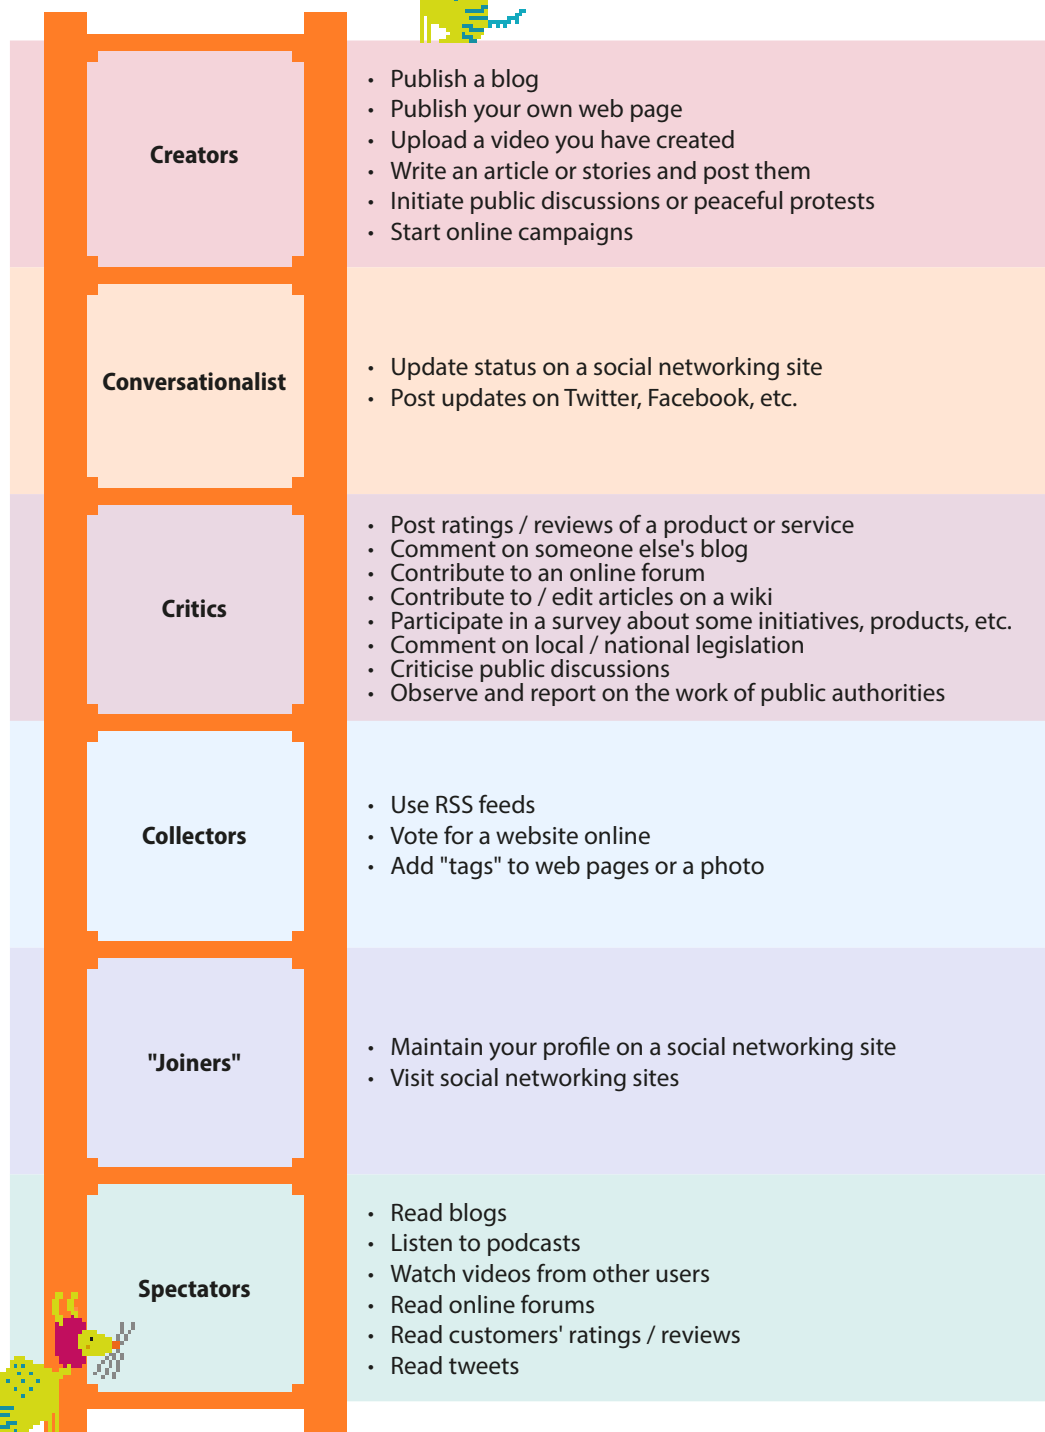 Creators
• Publish a blog
• Publish your own web page
• Upload a video you have created
• Write an article or stories and post them
• Initiate public discussions or peaceful protests
• Start online campaigns
Conversationalist
• Update status on a social networking site
• Post updates on Twitter, Facebook, etc.
Critics
• Post ratings / reviews of a product or service
• Comment on someone else's blog
• Contribute to an online forum
• Contribute to / edit articles on a wiki
• Participate in a survey about some initiatives, products, etc.
• Comment on local / national legislation
• Criticise public discussions
• Observe and report on the work of public authorities
Collectors
• Use RSS feeds
• Vote for a website online
• Add "tags" to web pages or a photo
"Joiners"
• Maintain your profile on a social networking site
• Visit social networking sites
Spectators
• Read blogs
• Listen to podcasts
• Watch videos from other users
• Read online forums
• Read customers' ratings / reviews
• Read tweets